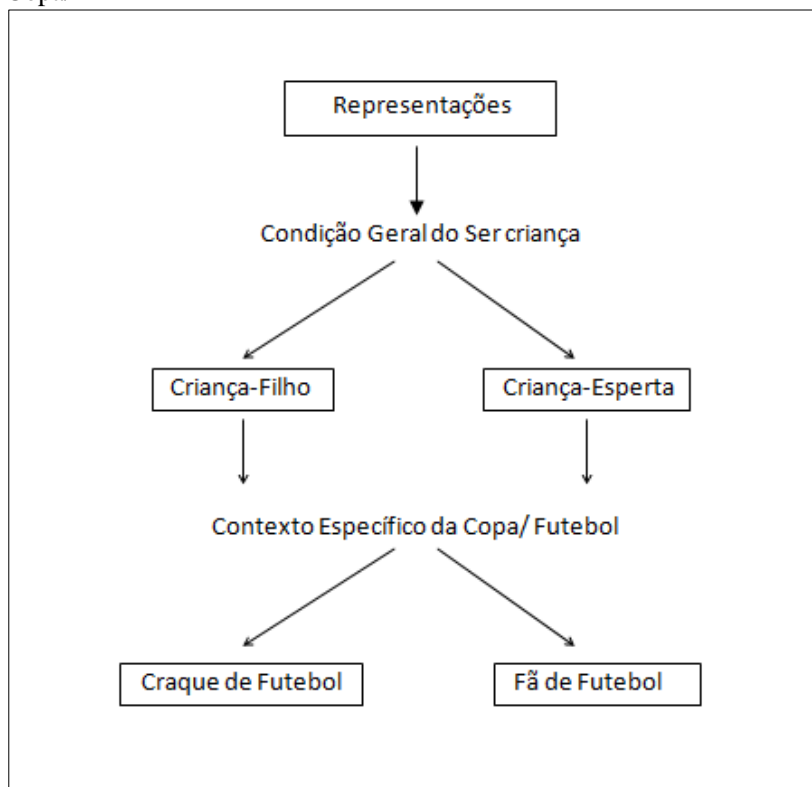 Representações
Condição Geral do Ser criança
Criança-Filho
Criança-Esperta
Contexto Específico da Copa/ Futebol
Craque de Futebol
Fã de Futebol